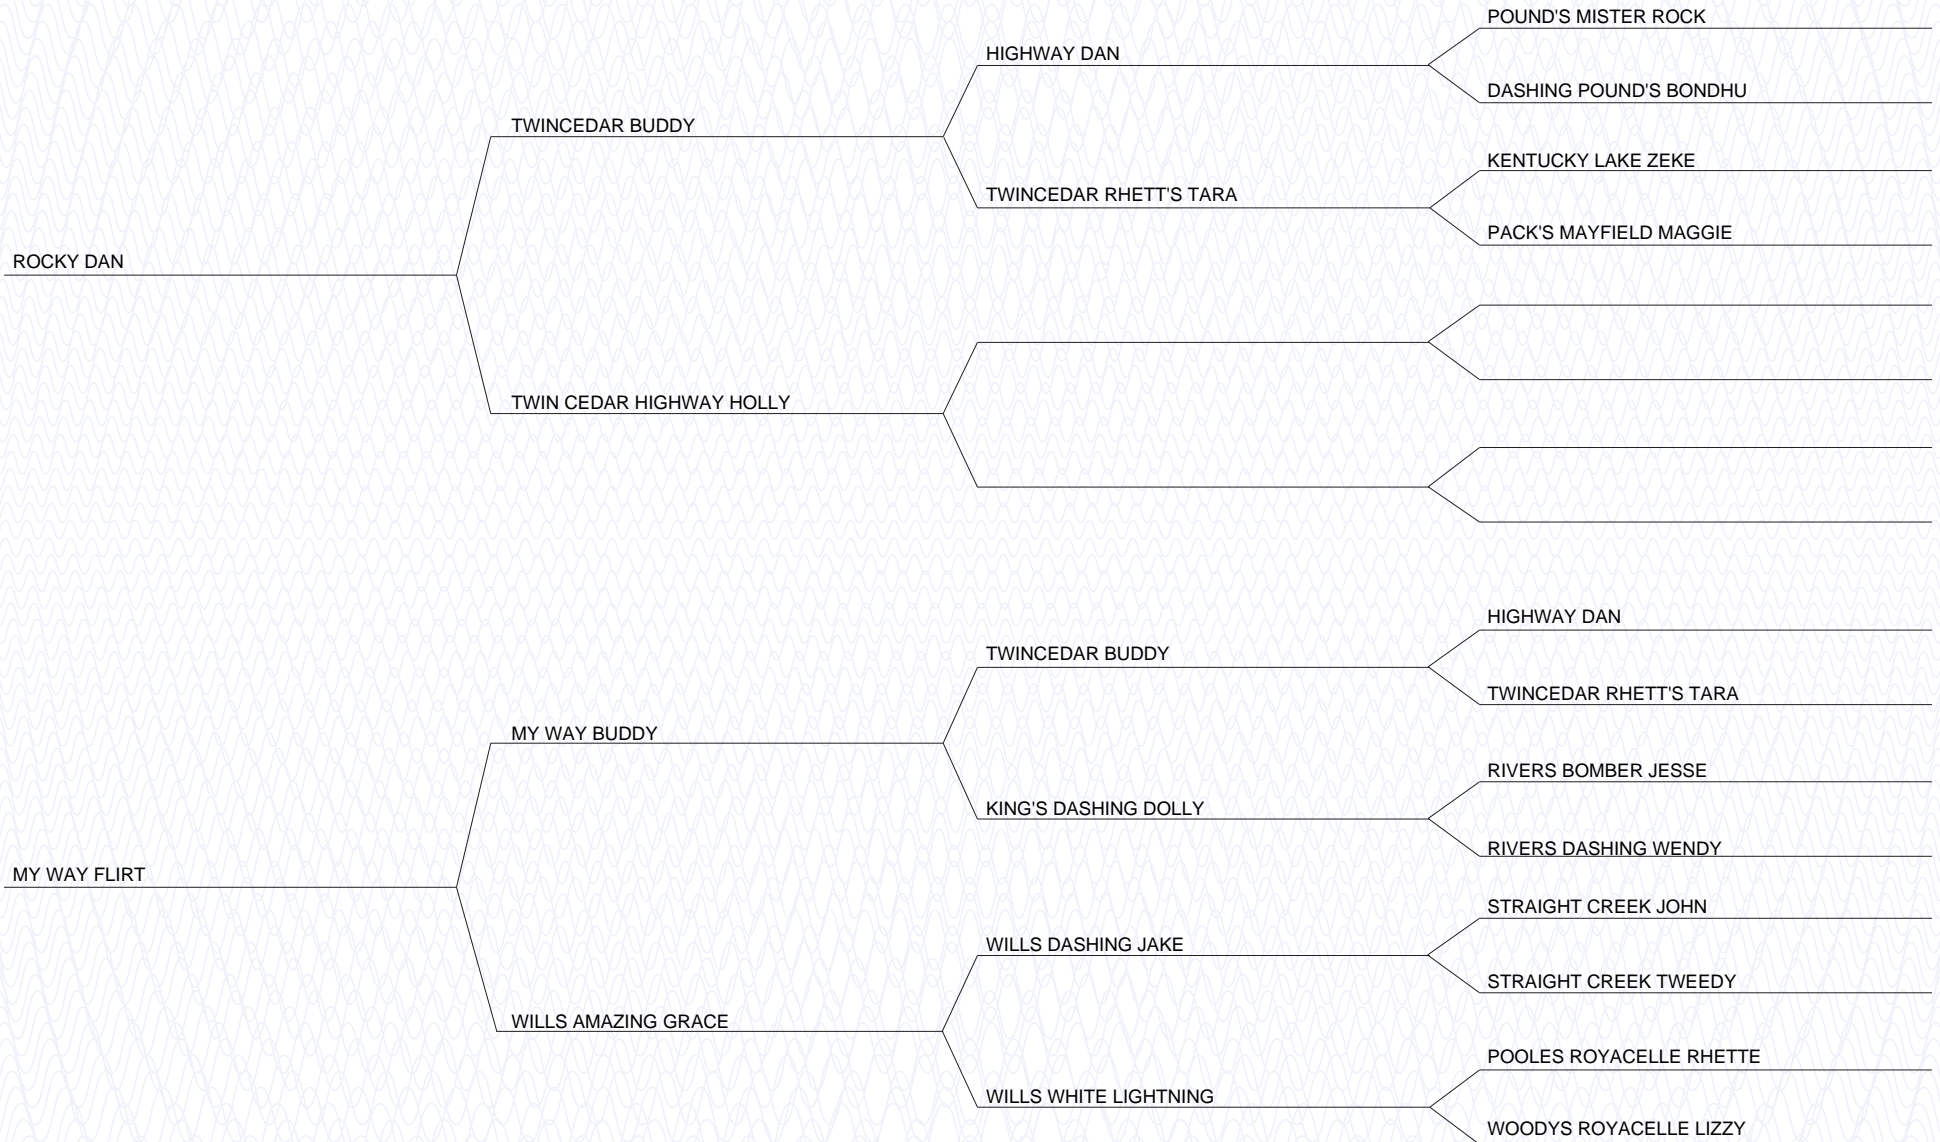 POUND'S MISTER ROCK
HIGHWAY DAN
DASHING POUND'S BONDHU
TWINCEDAR BUDDY
KENTUCKY LAKE ZEKE
TWINCEDAR RHETT'S TARA
PACK'S MAYFIELD MAGGIE
ROCKY DAN
TWIN CEDAR HIGHWAY HOLLY
HIGHWAY DAN
TWINCEDAR BUDDY
TWINCEDAR RHETT'S TARA
MY WAY BUDDY
RIVERS BOMBER JESSE
KING'S DASHING DOLLY
RIVERS DASHING WENDY
MY WAY FLIRT
STRAIGHT CREEK JOHN
WILLS DASHING JAKE
STRAIGHT CREEK TWEEDY
WILLS AMAZING GRACE
POOLES ROYACELLE RHETTE
WILLS WHITE LIGHTNING
WOODYS ROYACELLE LIZZY